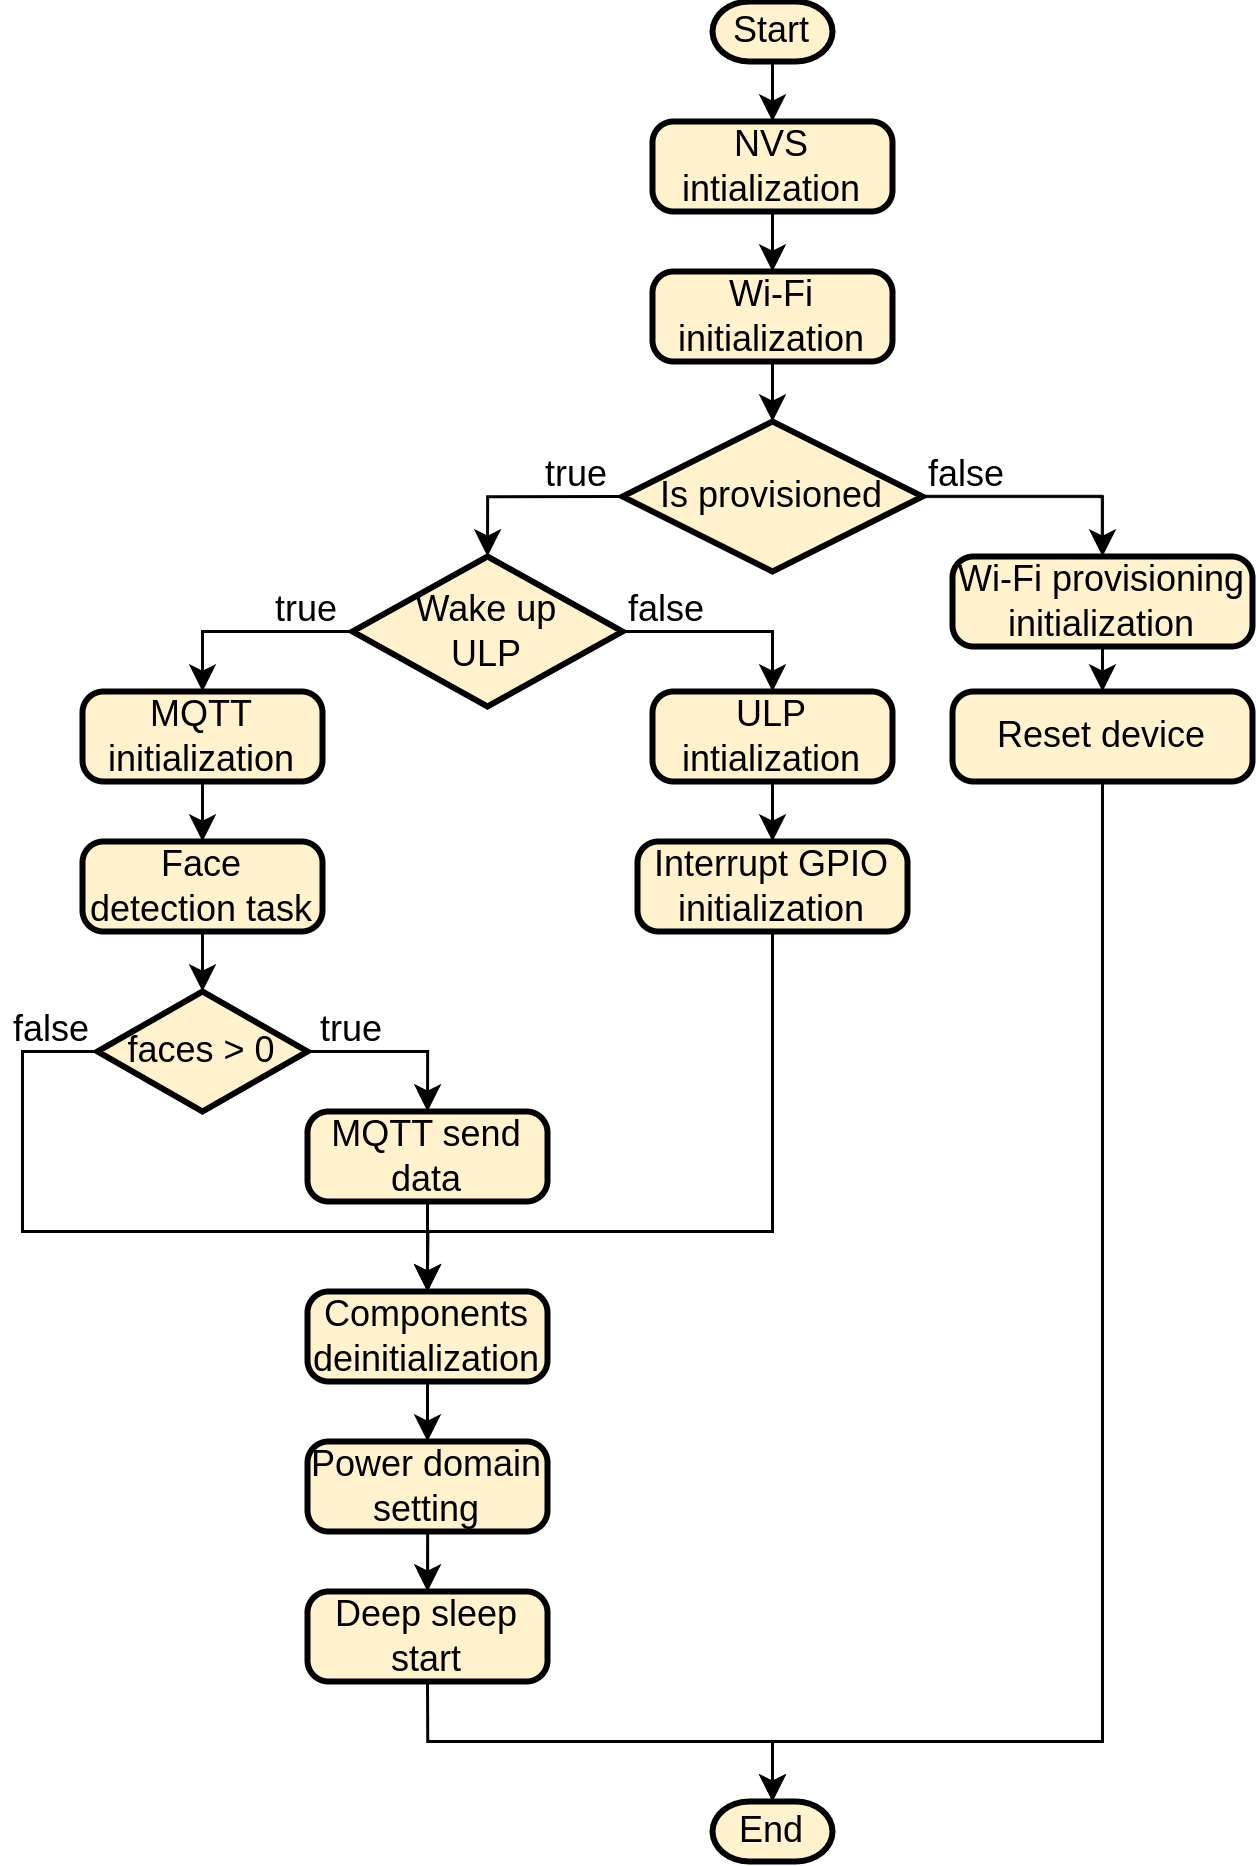 Start
NVS
intialization
Wi-Fi
initialization
Is provisioned
true
false
Wake up
ULP
true
false
Wi-Fi provisioning
initialization
MQTT
initialization
ULP
intialization
Reset device
Face
detection task
Interrupt GPIO
initialization
faces > 0
false
true
MQTT send
data
Components
deinitialization
Power domain
setting
Deep sleep
start
End